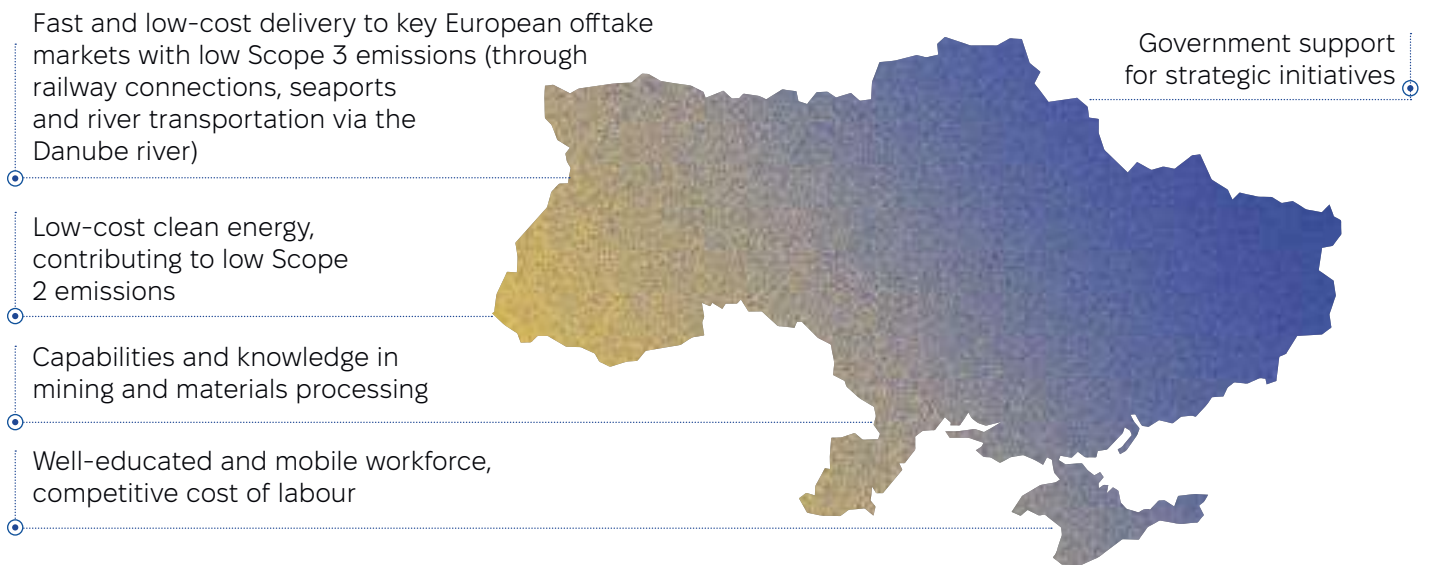 Fast and low-cost delivery to key European offtake
markets with low Scope 3 emissions (through
railway connections, seaports
and river transportation via the
Danube river)
Low-cost clean energy,
contributing to low Scope
2 emissions
Capabilities and knowledge in
mining and materials processing
Well-educated and mobile workforce,
competitive cost of labour
Government support
for strategic initiatives